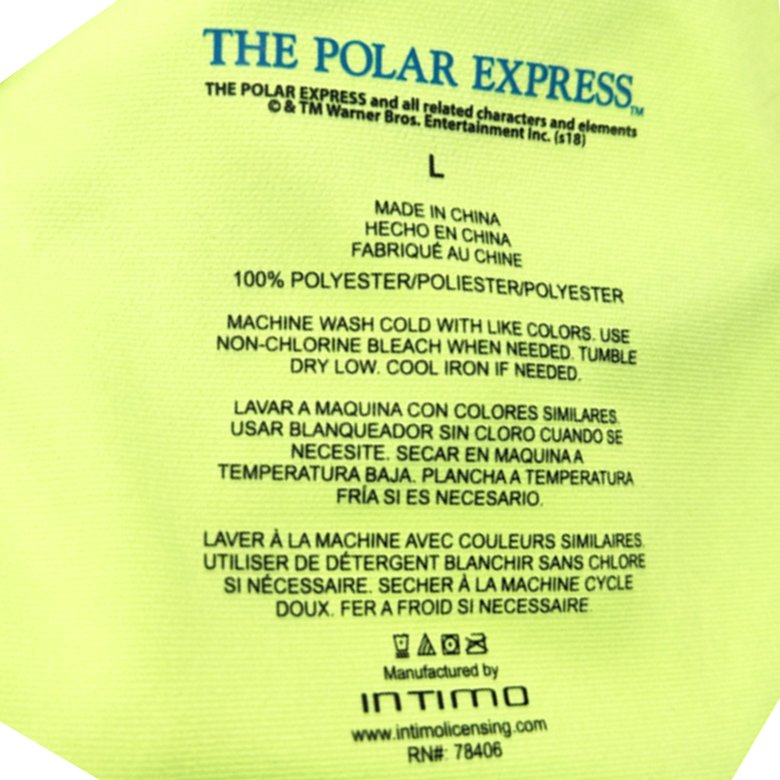 THE POLAR EXPRESS™
THE POLAR EXPRESS and all related characters and elements
© & TM Warner Bros. Entertainment Inc. (s18)
L
MADE IN CHINA
HECHO EN CHINA
FABRIQUÉ AU CHINE
100% POLYESTER/POLIESTER/POLYESTER
MACHINE WASH COLD WITH LIKE COLORS. USE
NON-CHLORINE BLEACH WHEN NEEDED. TUMBLE
DRY LOW. COOL IRON IF NEEDED.
LAVAR A MAQUINA CON COLORES SIMILARES.
USAR BLANQUEADOR SIN CLORO CUANDO SE
NECESITE. SECAR EN MAQUINA A
TEMPERATURA BAJA. PLANCHA A TEMPERATURA
FRÍA SI ES NECESARIO.
LAVER À LA MACHINE AVEC COULEURS SIMILAIRES.
UTILISER DE DÉTERGENT BLANCHIR SANS CHLORE
SI NÉCESSAIRE. SECHER À LA MACHINE CYCLE
DOUX. FER A FROID SI NECESSAIRE.
Manufactured by
INTIMO
www.intimolicensing.com
RN#: 78406